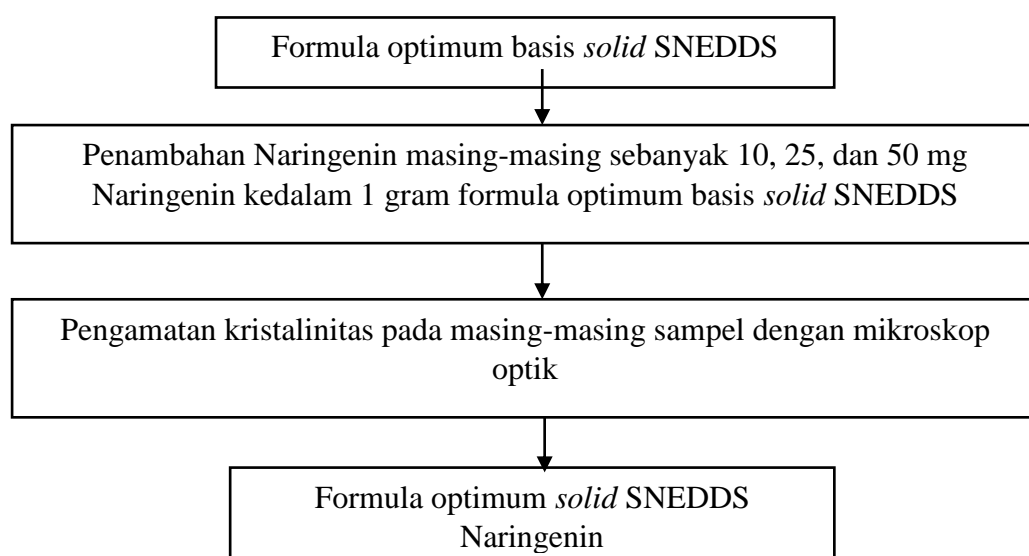 Formula optimum basis solid SNEDDS
Penambahan Naringenin masing-masing sebanyak 10, 25, dan 50 mg
Naringenin kedalam 1 gram formula optimum basis solid SNEDDS
Pengamatan kristalinitas pada masing-masing sampel dengan mikroskop
optik
Formula optimum solid SNEDDS
Naringenin